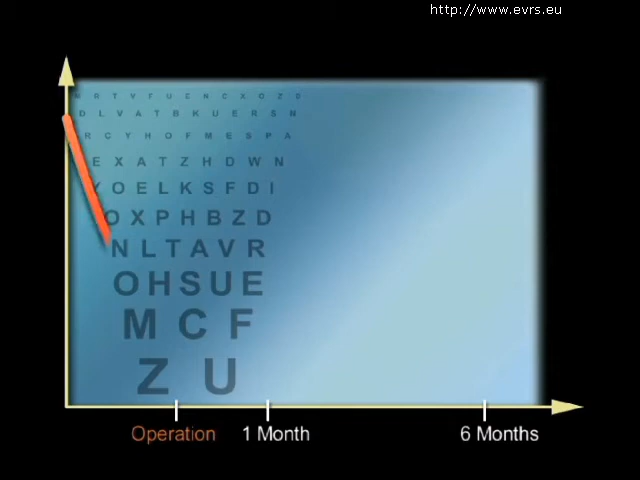 http://www.evrs.eu
R T V F U E N C X O Z D
D L V A T B K U E R S N
R C Y H O F M E S P A
E X A T Z H D W N
Y O E L K S F D I
O X P H B Z D
N L T A V R
O H S U E
M C F
Z U
Operation 1 Month 6 Months